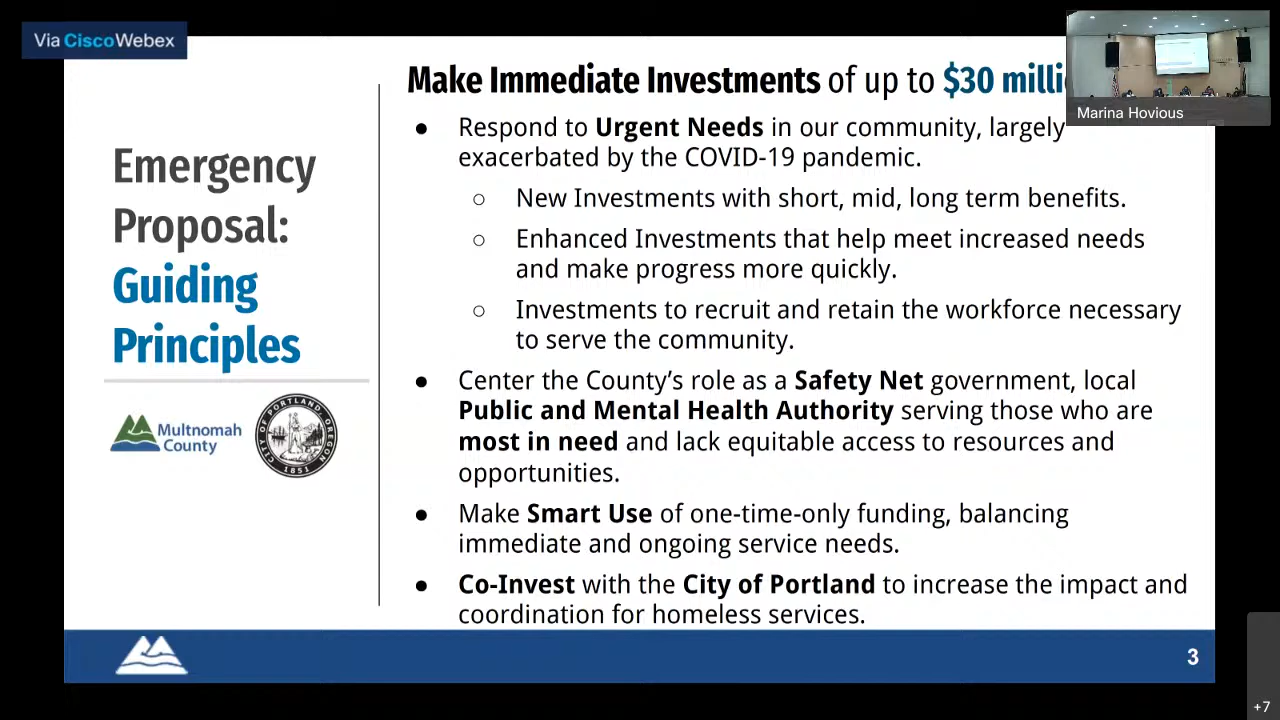 Via CiscoWebex
Marina Hovious
Emergency
Proposal:
Guiding
Principles
Multnomah
County
CITY OF PORTLAND, OREGON
1851
Make Immediate Investments of up to $30
● Respond to Urgent Needs in our community, largely
exacerbated by the COVID-19 pandemic.
○ New Investments with short, mid, long term benefits.
○ Enhanced Investments that help meet increased needs
and make progress more quickly.
○ Investments to recruit and retain the workforce necessary
to serve the community.
● Center the County’s role as a Safety Net government, local
Public and Mental Health Authority serving those who are
most in need and lack equitable access to resources and
opportunities.
● Make Smart Use of one-time-only funding, balancing
immediate and ongoing service needs.
● Co-Invest with the City of Portland to increase the impact and
coordination for homeless services.
3
+7